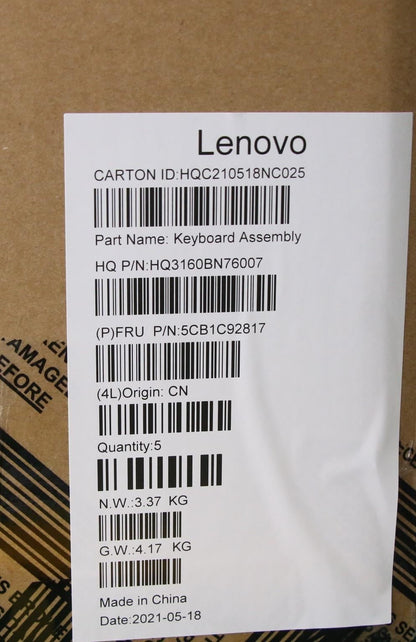 Lenovo
CARTON ID:HQC210518NC025
Part Name: Keyboard Assembly
HQ P/N:HQ3160BN76007
(P)FRU P/N:5CB1C92817
(4L)Origin: CN
Quantity:5
N.W.:3.37 KG
G.W.:4.17 KG
Made in China
Date:2021-05-18
EFORE